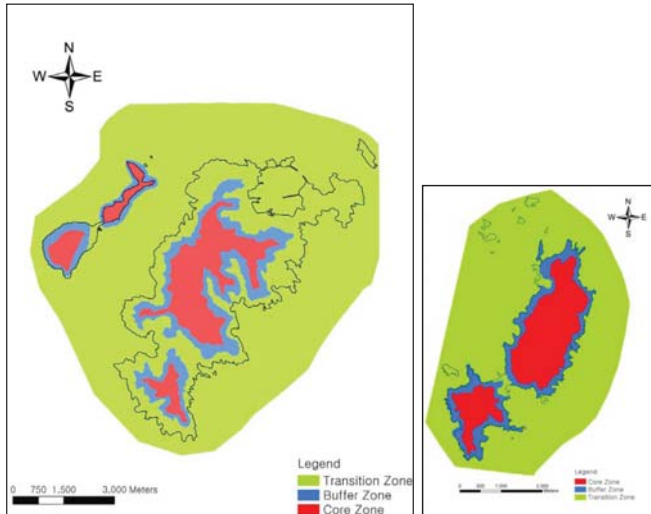 N
W E
S
0 750 1,500 3,000 Meters
Legend
Transition Zone
Buffer Zone
Core Zone
N
W E
S
Legend
Core Zone
Buffer Zone
Transition Zone